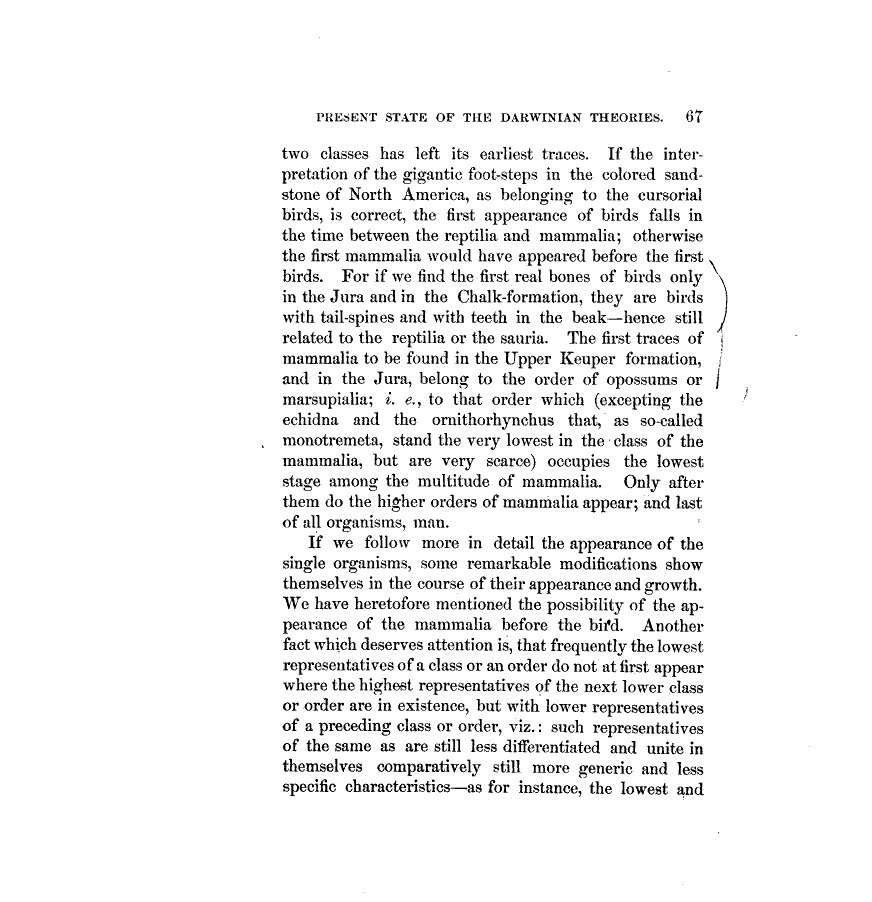 PRESENT STATE OF THE DARWINIAN THEORIES. 67
two classes has left its earliest traces. If the inter-
pretation of the gigantic foot-steps in the colored sand-
stone of North America, as belonging to the cursorial
birds, is correct, the first appearance of birds falls in
the time between the reptilia and mammalia; otherwise
the first mammalia would have appeared before the first
birds. For if we find the first real bones of birds only
in the Jura and in the Chalk-formation, they are birds
with tail-spines and with teeth in the beak—hence still
related to the reptilia or the sauria. The first traces of
mammalia to be found in the Upper Keuper formation,
and in the Jura, belong to the order of opossums or
marsupialia; i. e., to that order which (excepting the
echidna and the ornithorhynchus that, as so-called
monotremeta, stand the very lowest in the class of the
mammalia, but are very scarce) occupies the lowest
stage among the multitude of mammalia. Only after
them do the higher orders of mammalia appear; and last
of all organisms, man.
If we follow more in detail the appearance of the
single organisms, some remarkable modifications show
themselves in the course of their appearance and growth.
We have heretofore mentioned the possibility of the ap-
pearance of the mammalia before the bird. Another
fact which deserves attention is, that frequently the lowest
representatives of a class or an order do not at first appear
where the highest representatives of the next lower class
or order are in existence, but with lower representatives
of a preceding class or order, viz.: such representatives
of the same as are still less differentiated and unite in
themselves comparatively still more generic and less
specific characteristics—as for instance, the lowest and